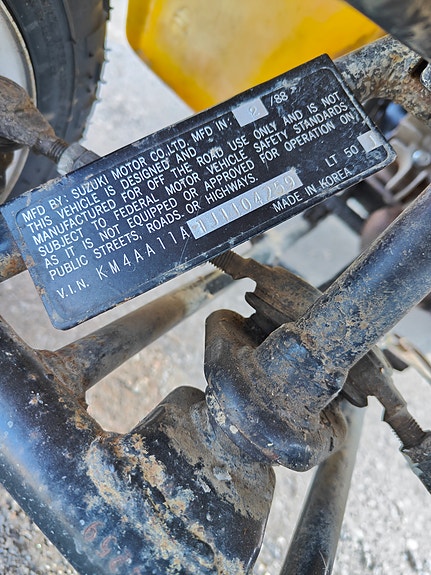 MFD BY: SUZUKI MOTOR CO.,LTD. MFD IN: 2 /88
THIS VEHICLE IS DESIGNED AND
MANUFACTURED FOR OFF THE ROAD USE ONLY AND IS NOT
SUBJECT TO FEDERAL MOTOR VEHICLE SAFETY STANDARDS,
AS IT IS NOT EQUIPPED OR APPROVED FOR OPERATION ON
PUBLIC STREETS, ROADS, OR HIGHWAYS.
LT 50 J
V.I.N. KM4AA11A J1104259
MADE IN KOREA